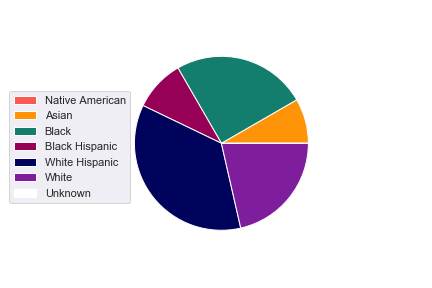 Native American
Asian
Black
Black Hispanic
White Hispanic
White
Unknown